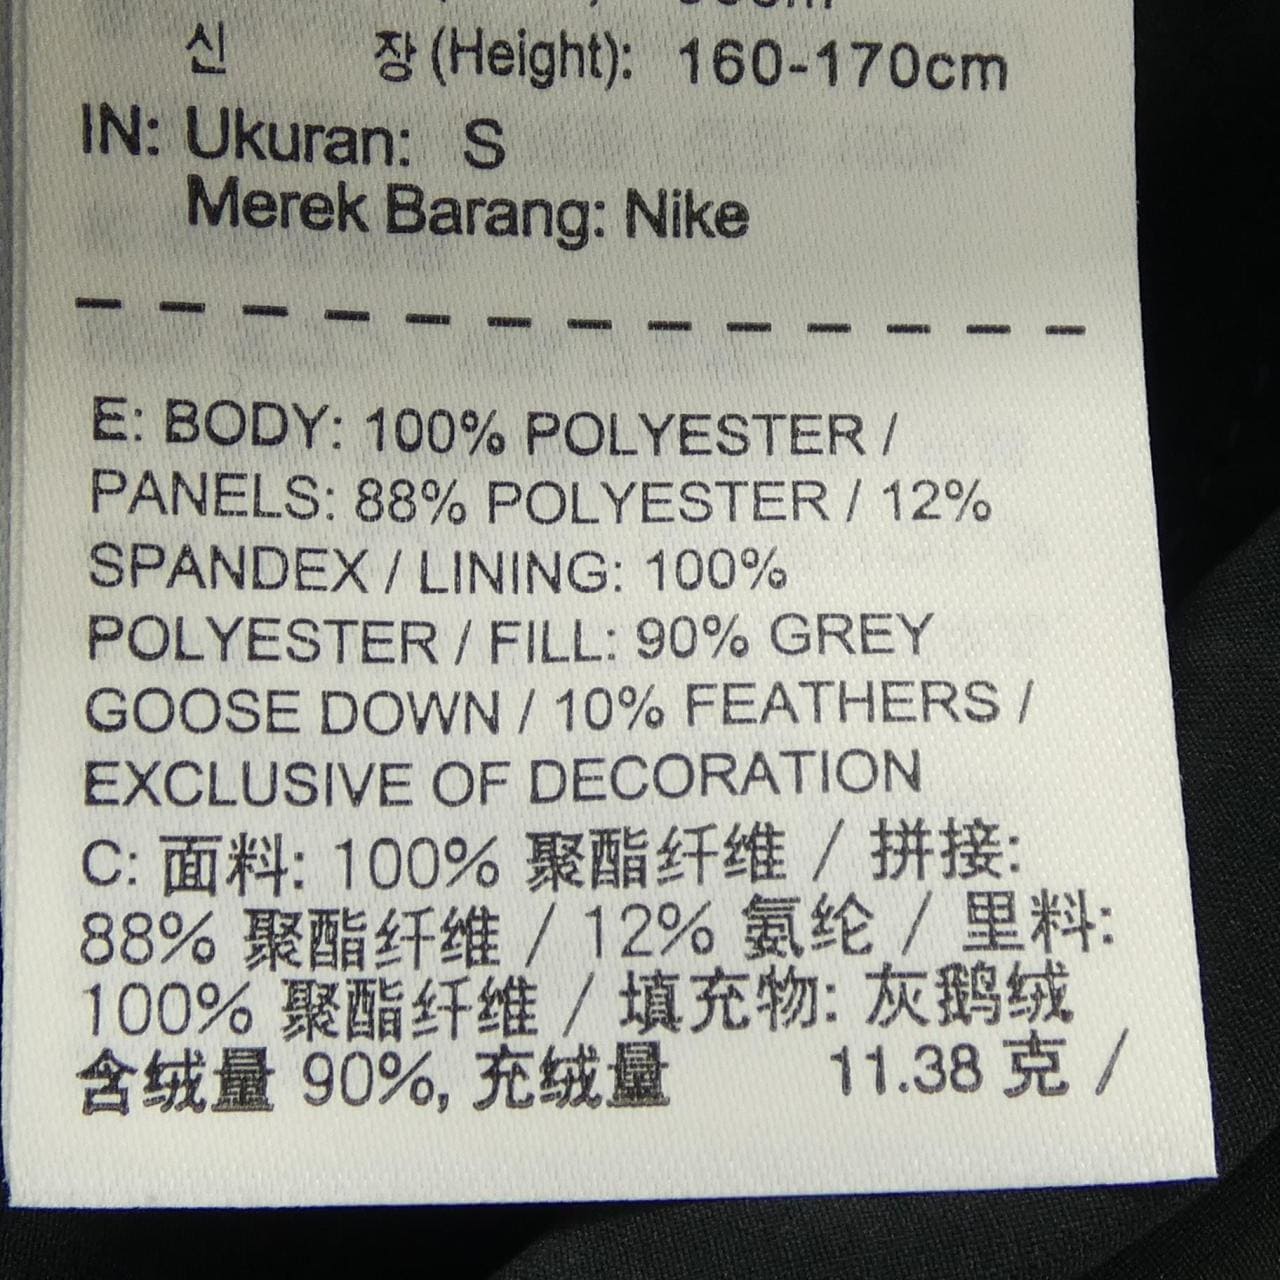 신 장 (Height): 160-170cm
IN: Ukuran: S
Merek Barang: Nike
E: BODY: 100% POLYESTER /
PANELS: 88% POLYESTER / 12%
SPANDEX / LINING: 100%
POLYESTER / FILL: 90% GREY
GOOSE DOWN / 10% FEATHERS /
EXCLUSIVE OF DECORATION
C: 面料: 100% 聚酯纤维 / 拼接:
88% 聚酯纤维 / 12% 氨纶 / 里料:
100% 聚酯纤维 / 填充物: 灰鹅绒
含绒量 90%, 充绒量 11.38 克 /